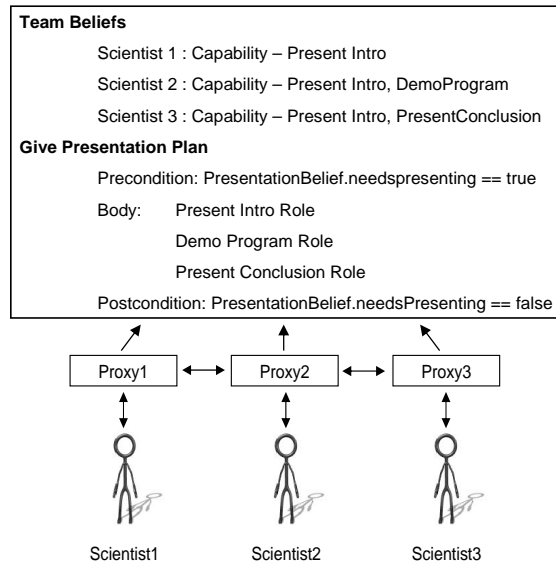 Team Beliefs
Scientist 1 : Capability – Present Intro
Scientist 2 : Capability – Present Intro, DemoProgram
Scientist 3 : Capability – Present Intro, PresentConclusion
Give Presentation Plan
Precondition: PresentationBelief.needspresenting == true
Body: Present Intro Role
Demo Program Role
Present Conclusion Role
Postcondition: PresentationBelief.needsPresenting == false
Proxy1 Proxy2 Proxy3
Scientist1 Scientist2 Scientist3